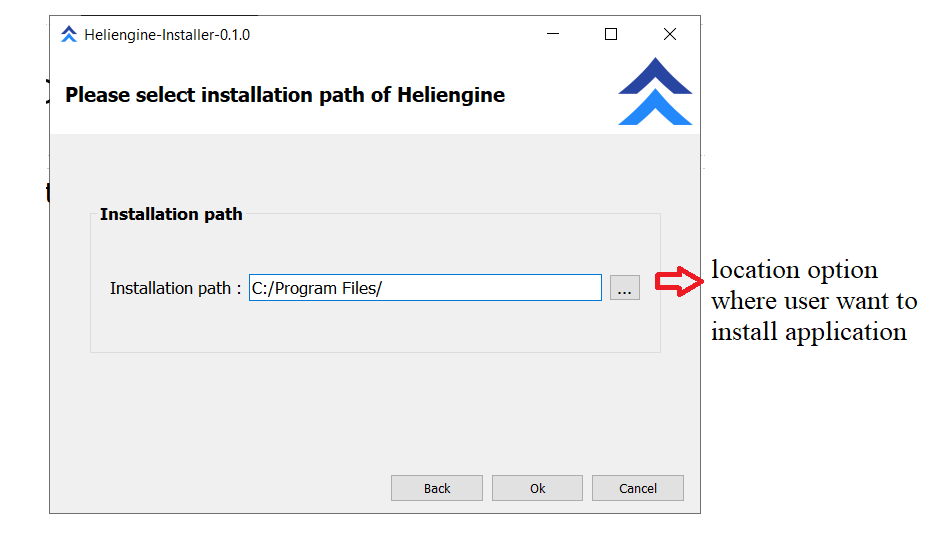 Heliengine-Installer-0.1.0
Please select installation path of Heliengine
Installation path
Installation path : C:/Program Files/ ...
location option
where user want to
install application
Back Ok Cancel